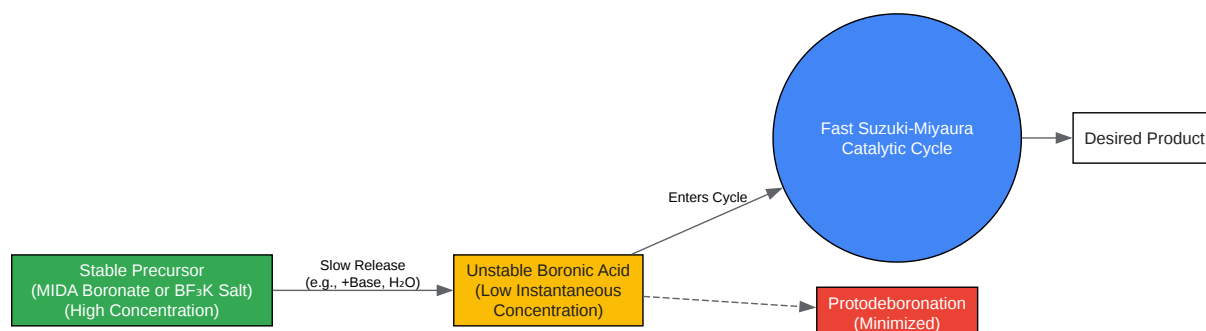 Fast Suzuki-Miyaura
Catalytic Cycle
Desired Product
Enters Cycle
Stable Precursor
(MIDA Boronate or BF₃K Salt)
(High Concentration)
Slow Release
(e.g., +Base, H₂O)
Unstable Boronic Acid
(Low Instantaneous
Concentration)
Protodeboronation
(Minimized)